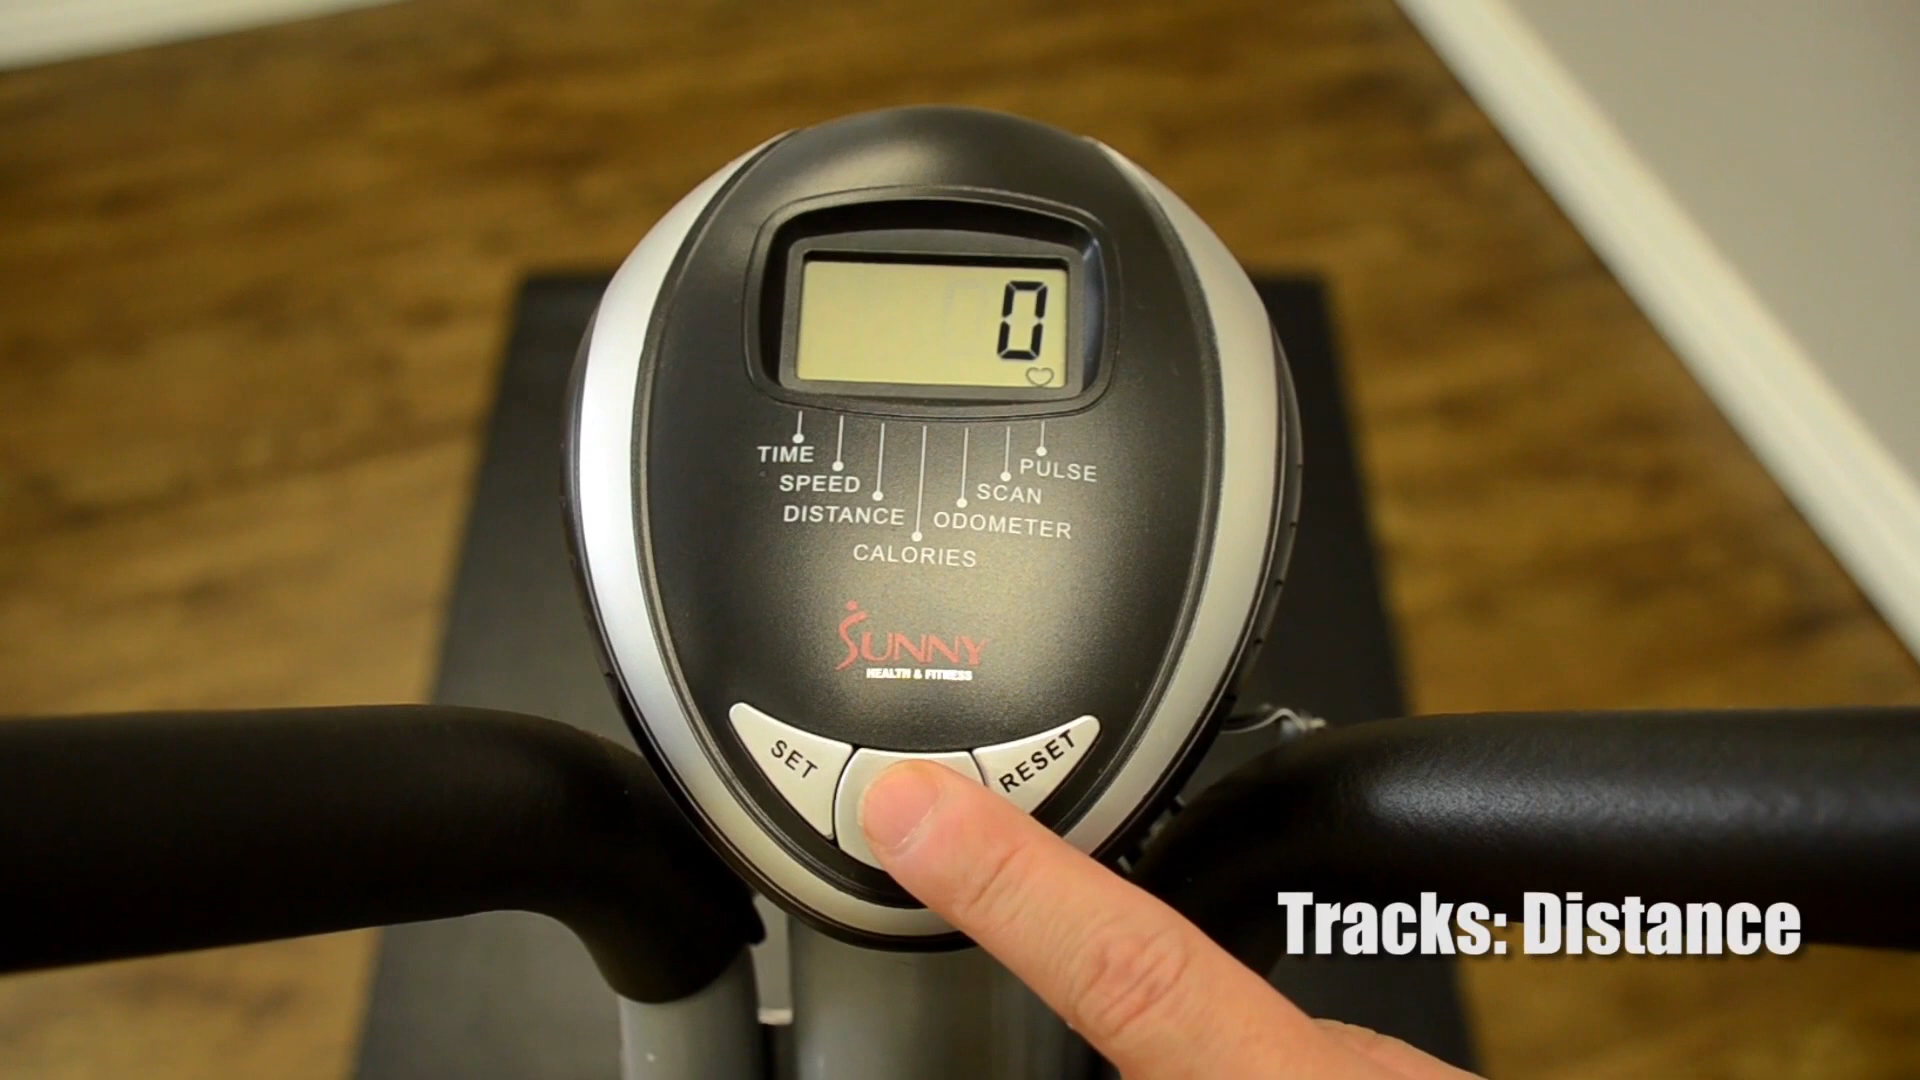 0
TIME
PULSE
SPEED
SCAN
DISTANCE
ODOMETER
CALORIES
SUNNY
HEALTH & FITNESS
SET
RESET
Tracks: Distance